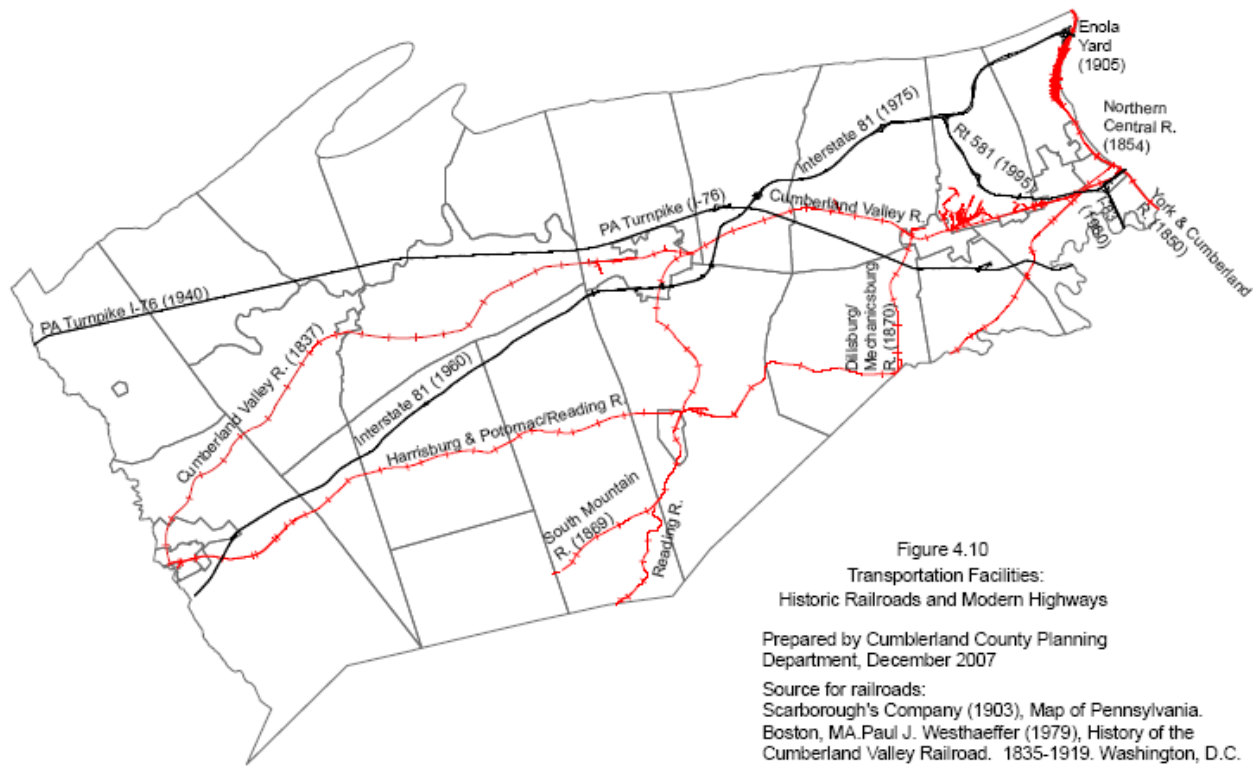 Enola
Yard
(1905)
Northern
Central R.
(1854)
Interstate 81 (1975)
Rt 581 (1995)
I-83
(1960)
York & Cumberland
R. (1850)
Cumberland Valley R.
PA Turnpike (I-76)
PA Turnpike I-76 (1940)
Cumberland Valley R. (1837)
Interstate 81 (1960)
Dillsburg/
Mechanicsburg
R. (1870)
Harrisburg & Potomac/Reading R.
South Mountain
R. (1869)
Reading R.
Figure 4.10
Transportation Facilities:
Historic Railroads and Modern Highways
Prepared by Cumblerland County Planning
Department, December 2007
Source for railroads:
Scarborough's Company (1903), Map of Pennsylvania.
Boston, MA.Paul J. Westhaeffer (1979), History of the
Cumberland Valley Railroad. 1835-1919. Washington, D.C.